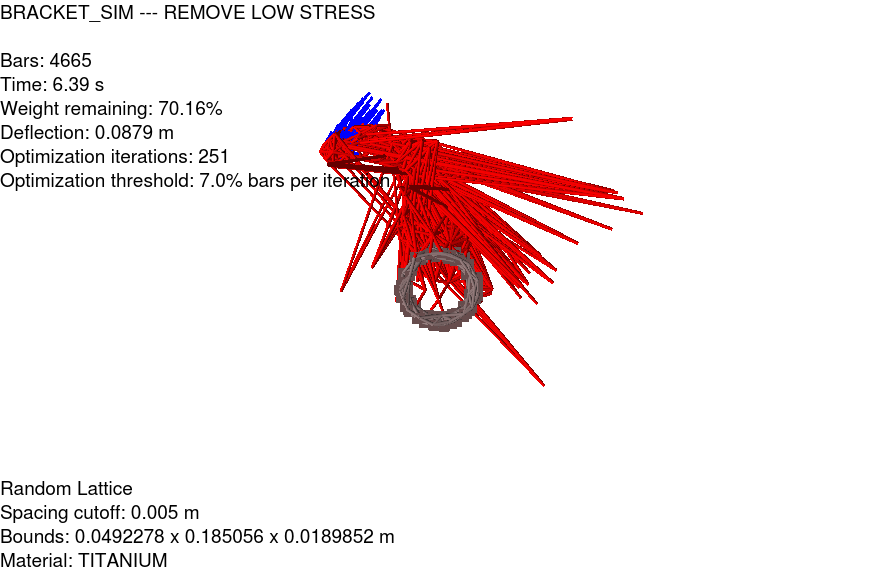 BRACKET_SIM --- REMOVE LOW STRESS
Bars: 4665
Time: 6.39 s
Weight remaining: 70.16%
Deflection: 0.0879 m
Optimization iterations: 251
Optimization threshold: 7.0% bars per iteration
Random Lattice
Spacing cutoff: 0.005 m
Bounds: 0.0492278 x 0.185056 x 0.0189852 m
Material: TITANIUM